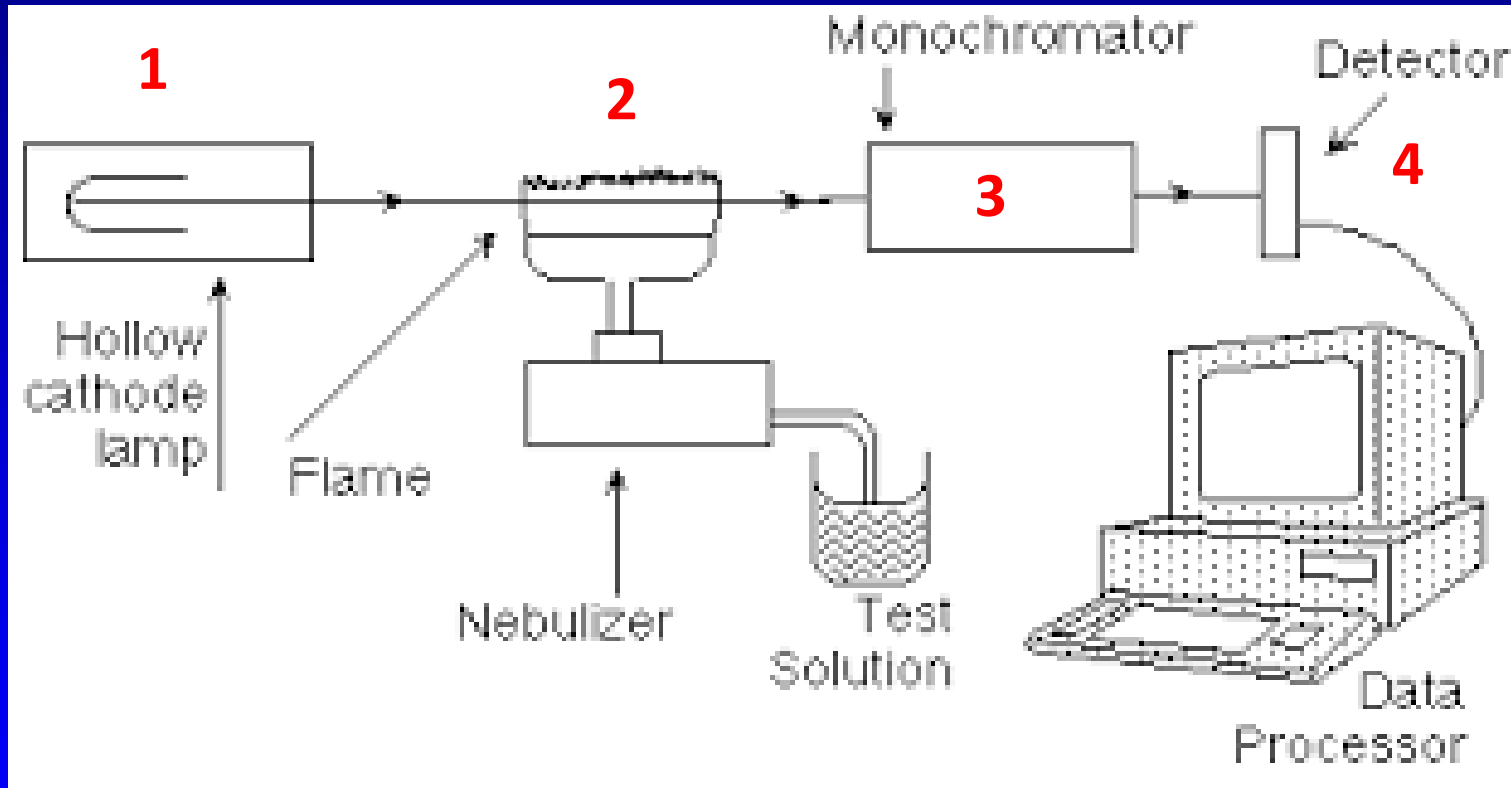 1
2
Monochromator
Detector
3
4
Hollow
cathode
lamp
Flame
Nebulizer
Test
Solution
Data
Processor